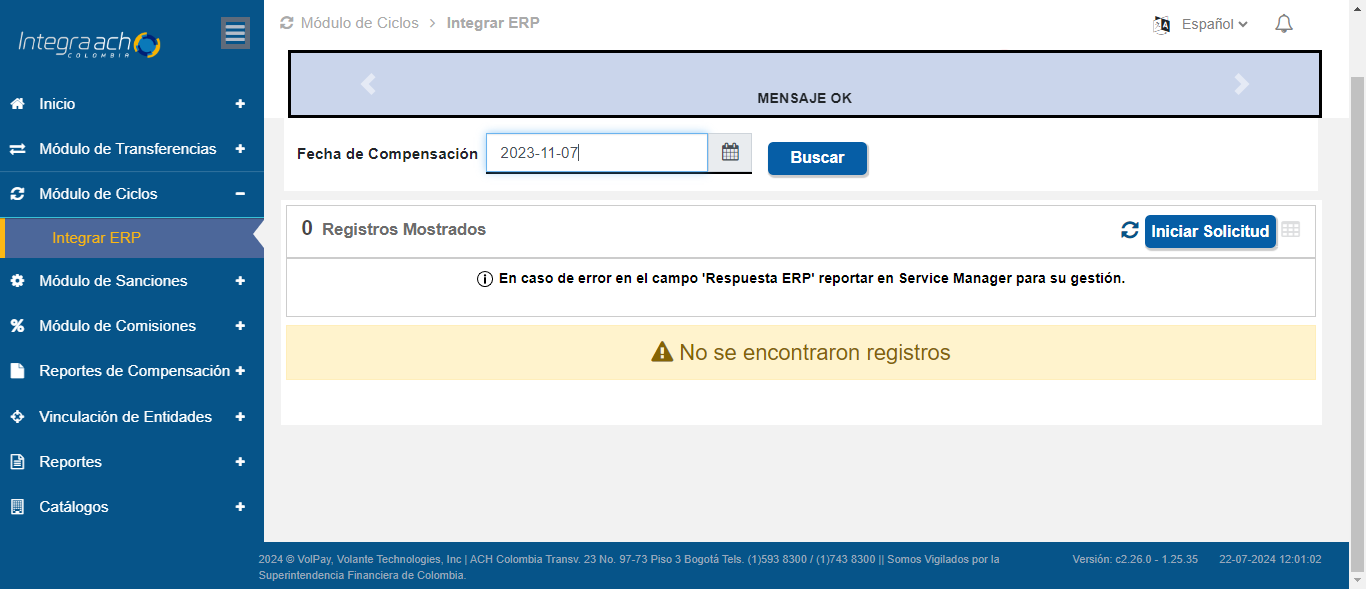 Integra ach
COLOMBIA
Inicio
Módulo de Transferencias
Módulo de Ciclos
Integrar ERP
Módulo de Sanciones
Módulo de Comisiones
Reportes de Compensación
Vinculación de Entidades
Reportes
Catálogos
Módulo de Ciclos > Integrar ERP
Español
MENSAJE OK
Fecha de Compensación 2023-11-07 Buscar
0 Registros Mostrados Iniciar Solicitud
En caso de error en el campo 'Respuesta ERP' reportar en Service Manager para su gestión.
No se encontraron registros
2024 © VolPay, Volante Technologies, Inc | ACH Colombia Transv. 23 No. 97-73 Piso 3 Bogotá Tels. (1)593 8300 / (1)743 8300 || Somos Vigilados por la
Superintendencia Financiera de Colombia.
Versión: c2.26.0 - 1.25.35 22-07-2024 12:01:02